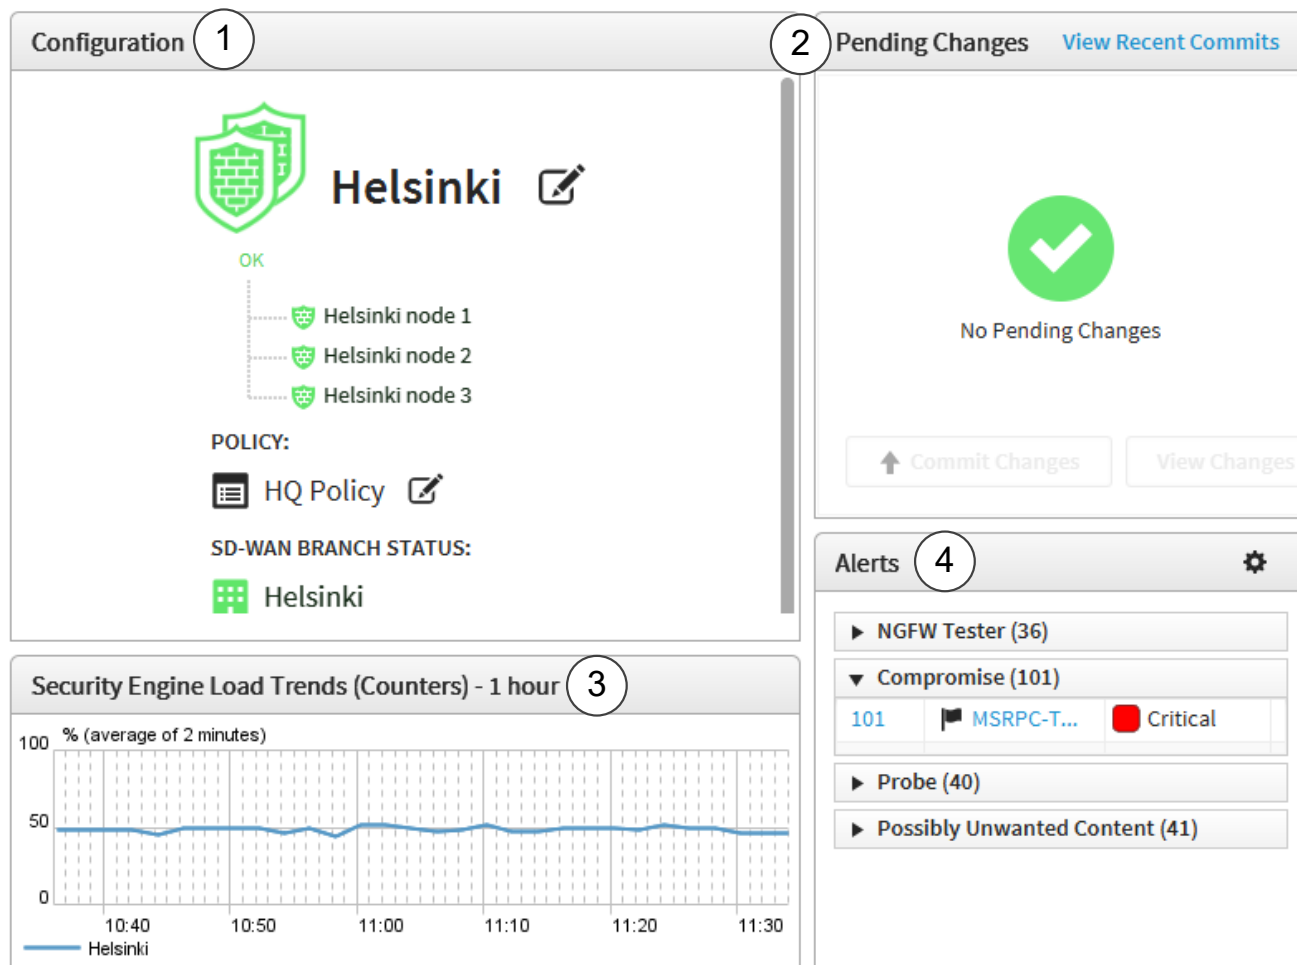 Configuration 1
Helsinki
OK
Helsinki node 1
Helsinki node 2
Helsinki node 3
POLICY:
HQ Policy
SD-WAN BRANCH STATUS:
Helsinki
2 Pending Changes View Recent Commits
No Pending Changes
Commit Changes View Changes
Security Engine Load Trends (Counters) - 1 hour 3
% (average of 2 minutes)
100
50
0
10:40 10:50 11:00 11:10 11:20 11:30
Helsinki
Alerts 4
NGFW Tester (36)
Compromise (101)
101 MSRPC-T... Critical
Probe (40)
Possibly Unwanted Content (41)